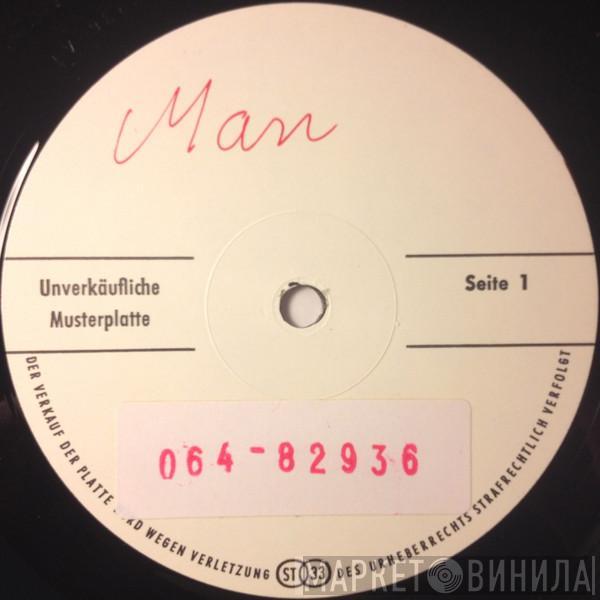 Man
Unverkäufliche
Musterplatte
Seite 1
064-82936
DER VERKAUF DER PLATTE WIRD WEGEN VERLETZUNG ST 33 DES URHEBERRECHTS STRAFRECHTLICH VERFOLGT
МАРКЕТ ВИНИЛА